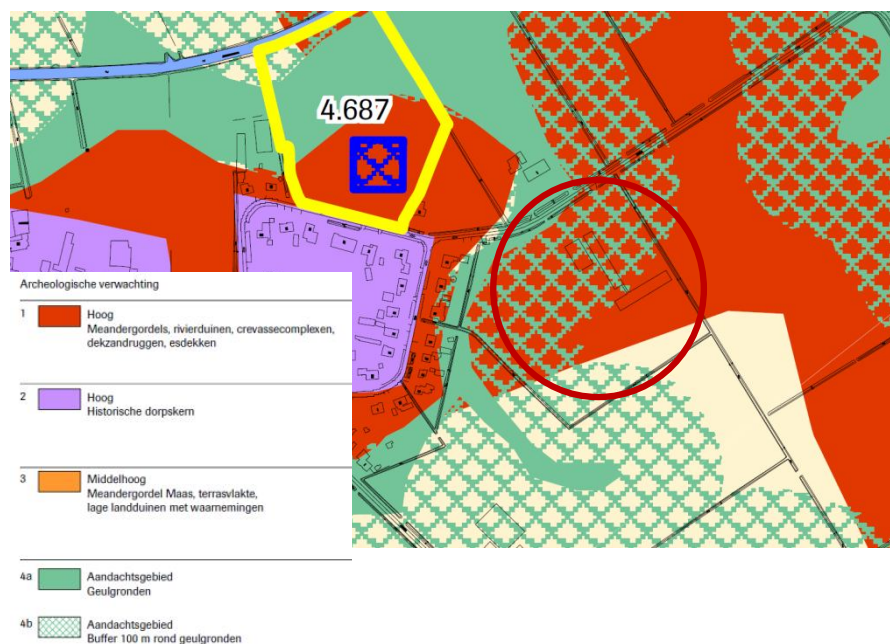 4.687
Archeologische verwachting
1 Hoog
Meandergordels, rivierduinen, crevassecomplexen,
dekzandruggen, esdekken
2 Hoog
Historische dorpskern
3 Middelhoog
Meandergordel Maas, terrasvlakte,
lage landduinen met waarnemingen
4a Aandachtsgebied
Geulgronden
4b Aandachtsgebied
Buffer 100 m rond geulgronden